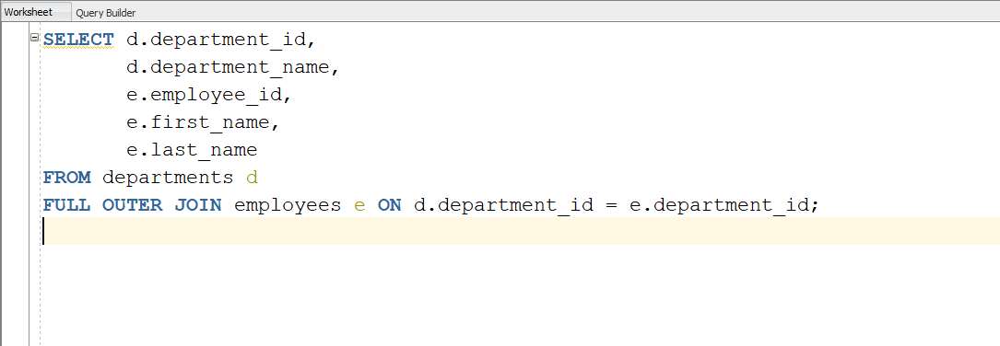 Worksheet Query Builder
SELECT d.department_id,
d.department_name,
e.employee_id,
e.first_name,
e.last_name
FROM departments d
FULL OUTER JOIN employees e ON d.department_id = e.department_id;